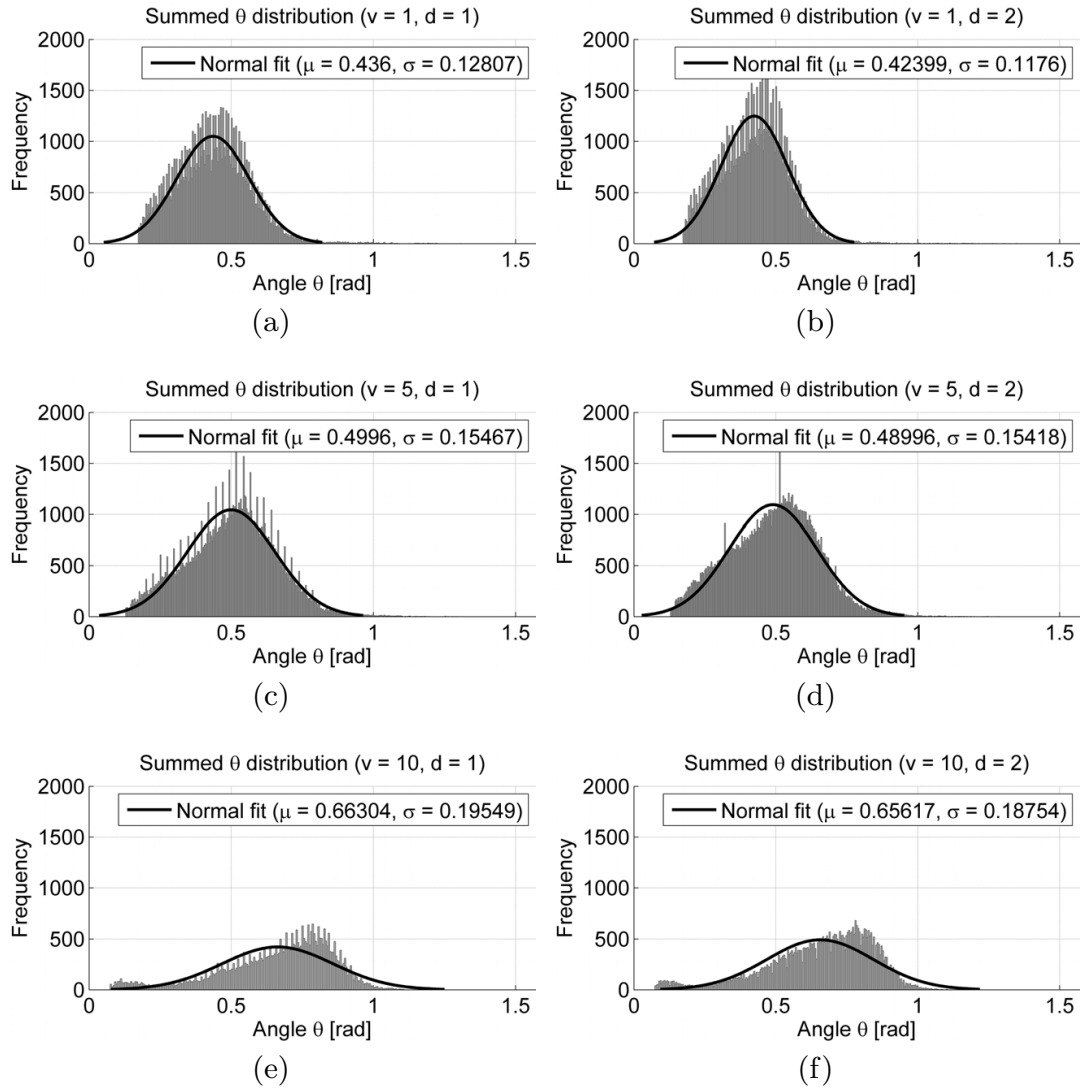 Summed θ distribution (v = 1, d = 1)
2000
1500
1000
500
0
Frequency
Normal fit (μ = 0.436, σ = 0.12807)
0 0.5 1 1.5
Angle θ [rad]
(a)
Summed θ distribution (v = 1, d = 2)
2000
1500
1000
500
0
Frequency
Normal fit (μ = 0.42399, σ = 0.1176)
0 0.5 1 1.5
Angle θ [rad]
(b)
Summed θ distribution (v = 5, d = 1)
2000
1500
1000
500
0
Frequency
Normal fit (μ = 0.4996, σ = 0.15467)
0 0.5 1 1.5
Angle θ [rad]
(c)
Summed θ distribution (v = 5, d = 2)
2000
1500
1000
500
0
Frequency
Normal fit (μ = 0.48996, σ = 0.15418)
0 0.5 1 1.5
Angle θ [rad]
(d)
Summed θ distribution (v = 10, d = 1)
2000
1500
1000
500
0
Frequency
Normal fit (μ = 0.66304, σ = 0.19549)
0 0.5 1 1.5
Angle θ [rad]
(e)
Summed θ distribution (v = 10, d = 2)
2000
1500
1000
500
0
Frequency
Normal fit (μ = 0.65617, σ = 0.18754)
0 0.5 1 1.5
Angle θ [rad]
(f)